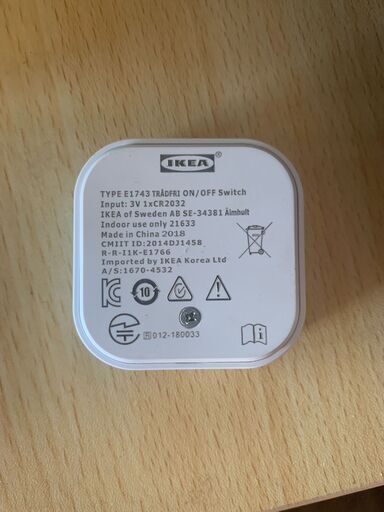 IKEA
TYPE E1743 TRÅDFRI ON/OFF Switch
Input: 3V 1xCR2032
IKEA of Sweden AB SE-34381 Älmhult
Indoor use only 21633
Made in China 2018
CMIIT ID:2014DJ1458
R-R-I1K-E1766
Imported by IKEA Korea Ltd
A/S:1670-4532
10
R 012-180033